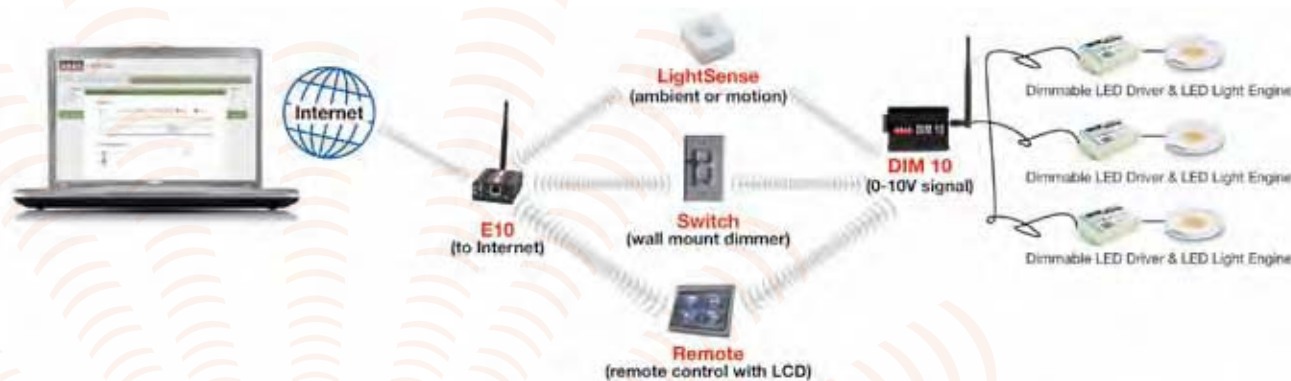 Internet
E10
(to Internet)
LightSense
(ambient or motion)
Switch
(wall mount dimmer)
Remote
(remote control with LCD)
DIM 10
DIM 10
(0-10V signal)
Dimmable LED Driver & LED Light Engine
Dimmable LED Driver & LED Light Engine
Dimmable LED Driver & LED Light Engine